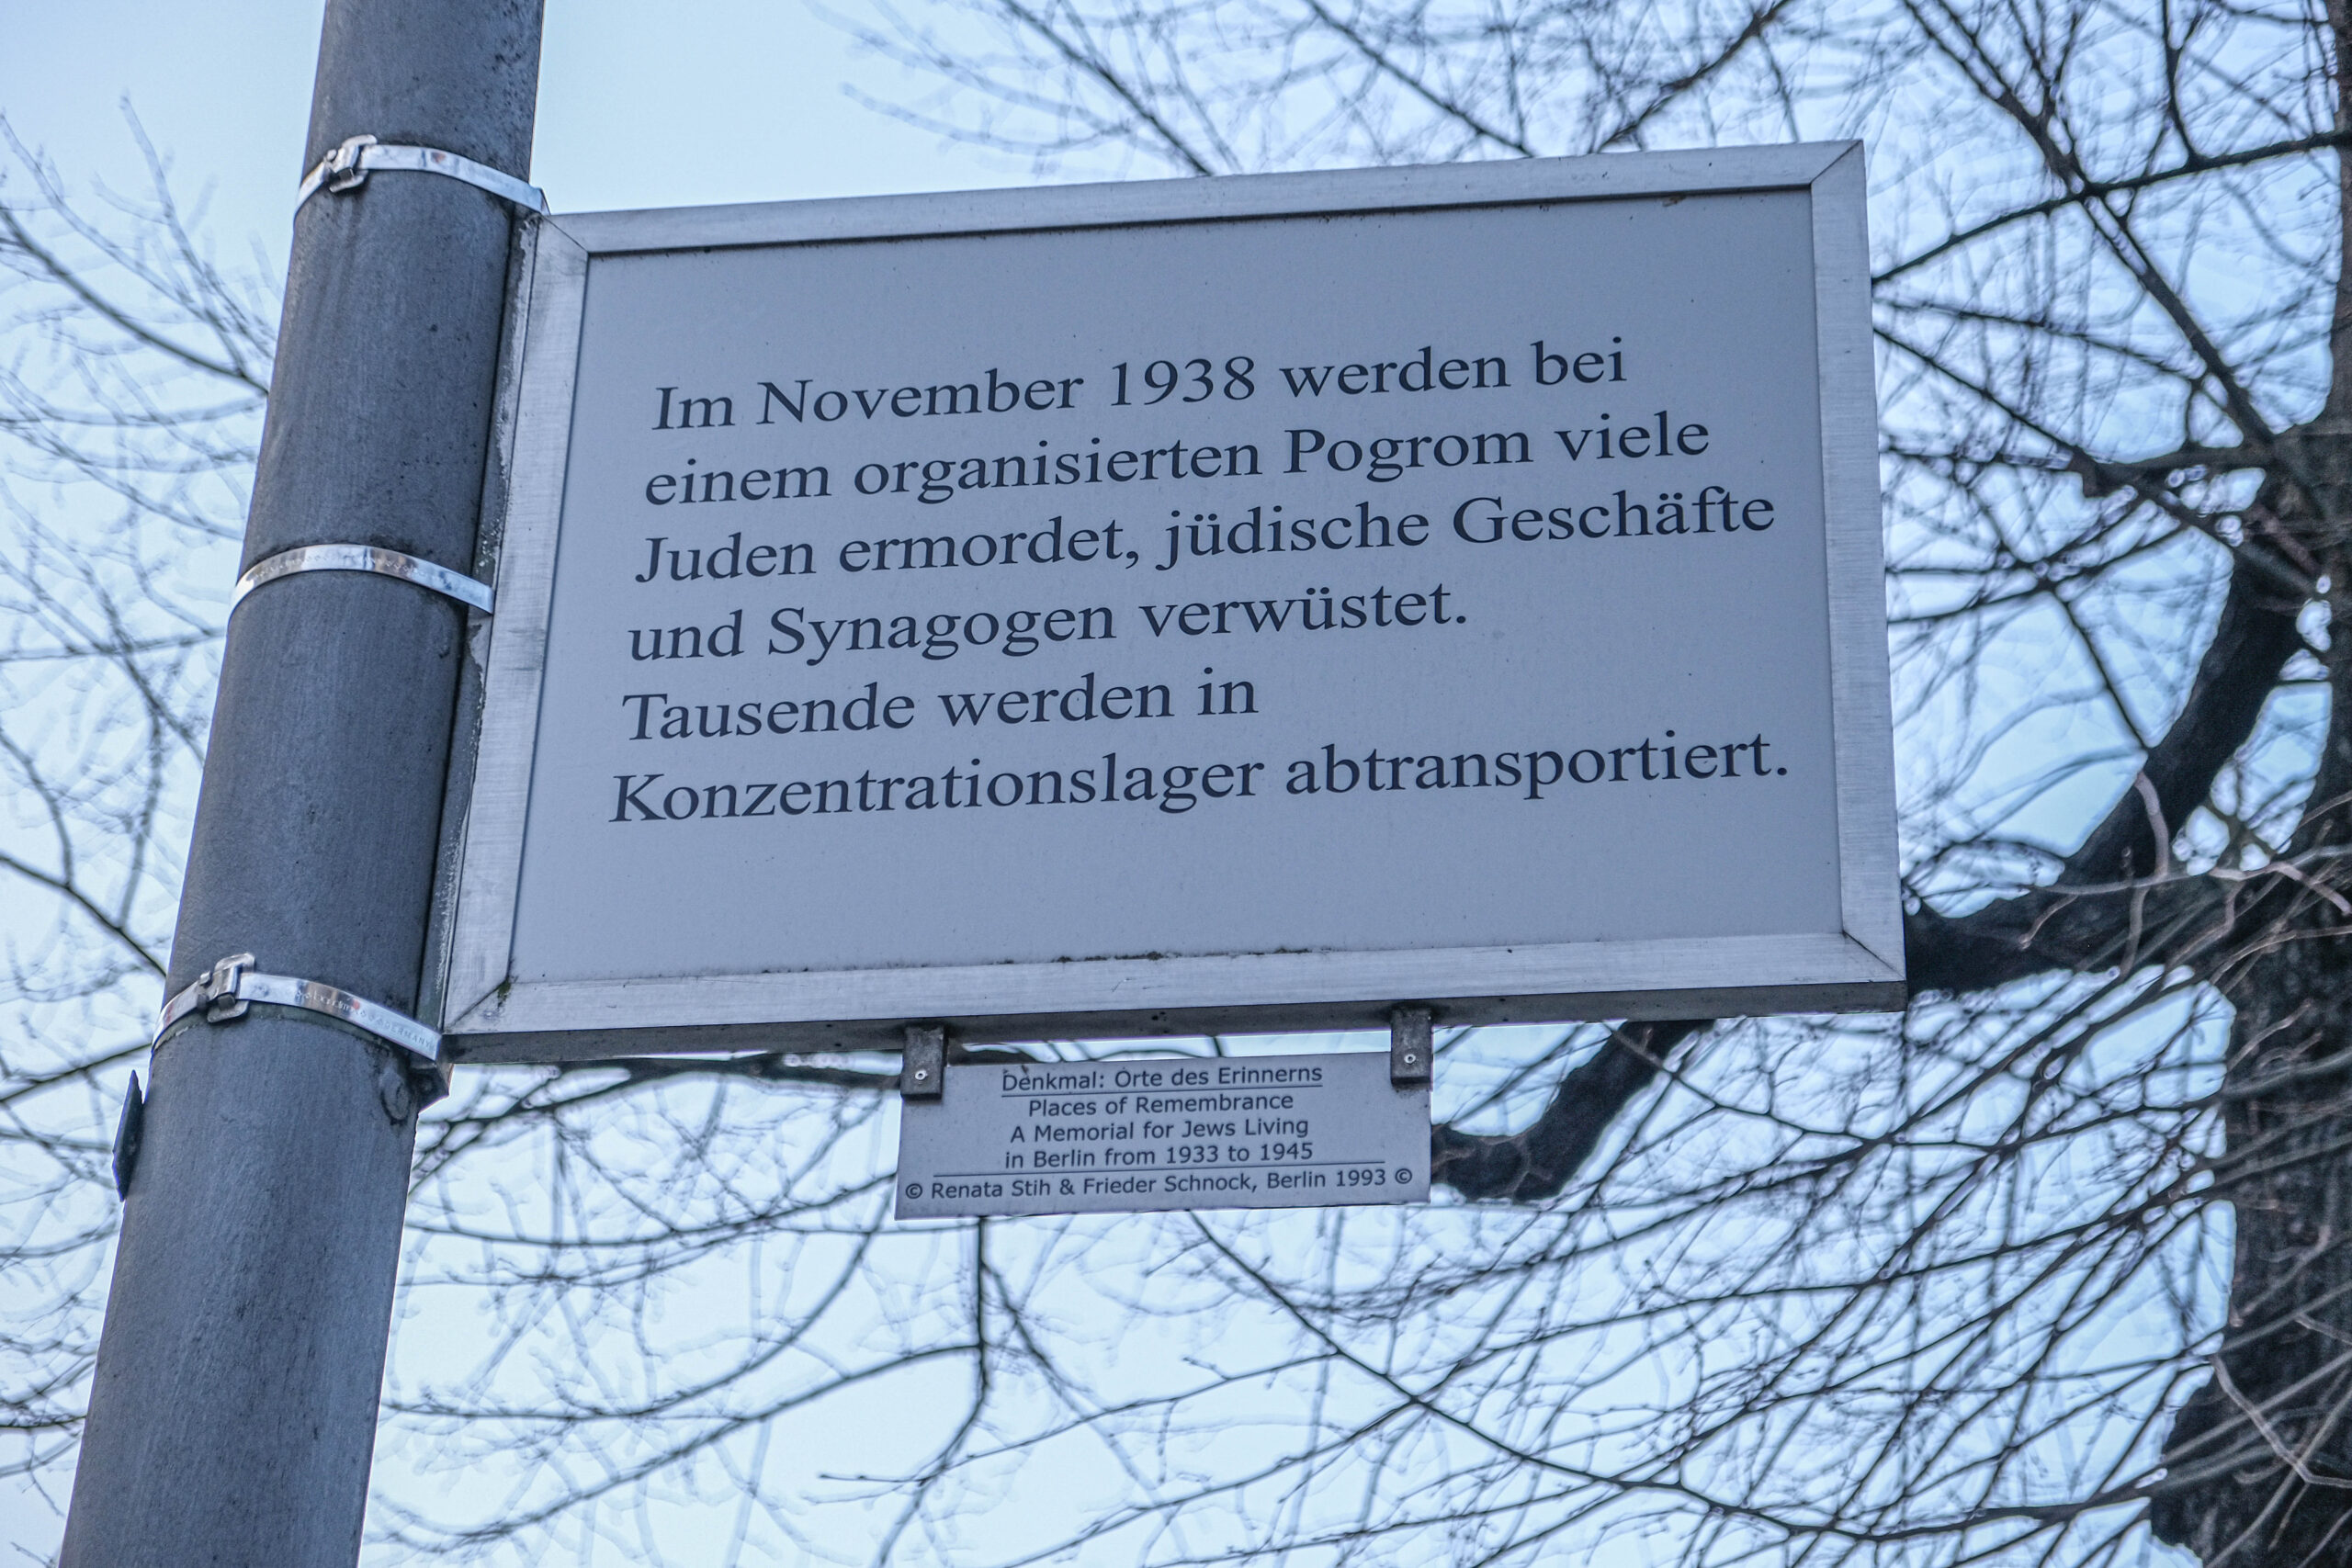 Im November 1938 werden bei
einem organisierten Pogrom viele
Juden ermordet, jüdische Geschäfte
und Synagogen verwüstet.
Tausende werden in
Konzentrationslager abtransportiert.
Denkmal: Orte des Erinnerns
Places of Remembrance
A Memorial for Jews Living
in Berlin from 1933 to 1945
© Renata Stih & Frieder Schnock, Berlin 1993 ©